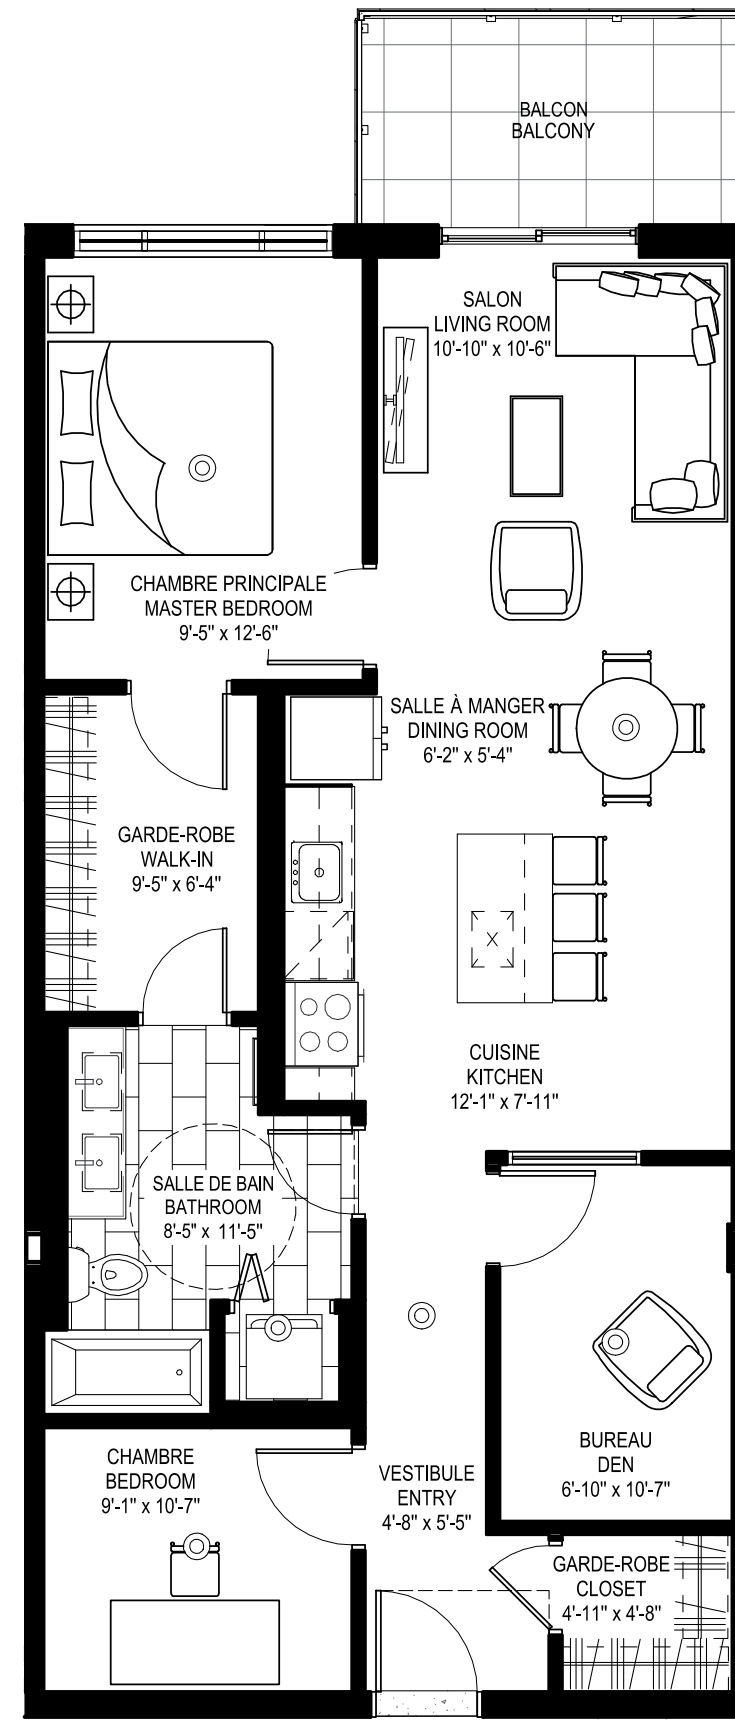 BALCON
BALCONY
SALON
LIVING ROOM
10'-10" x 10'-6"
CHAMBRE PRINCIPALE
MASTER BEDROOM
9'-5" x 12'-6"
SALLE À MANGER
DINING ROOM
6'-2" x 5'-4"
GARDE-ROBE
WALK-IN
9'-5" x 6'-4"
CUISINE
KITCHEN
12'-1" x 7'-11"
SALLE DE BAIN
BATHROOM
8'-5" x 11'-5"
BUREAU
DEN
6'-10" x 10'-7"
CHAMBRE
BEDROOM
9'-1" x 10'-7"
VESTIBULE
ENTRY
4'-8" x 5'-5"
GARDE-ROBE
CLOSET
4'-11" x 4'-8"